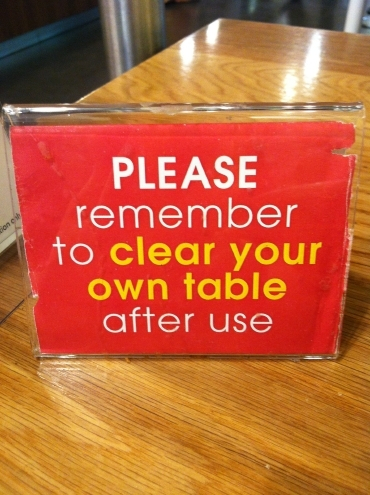 PLEASE
remember
to clear your
own table
after use